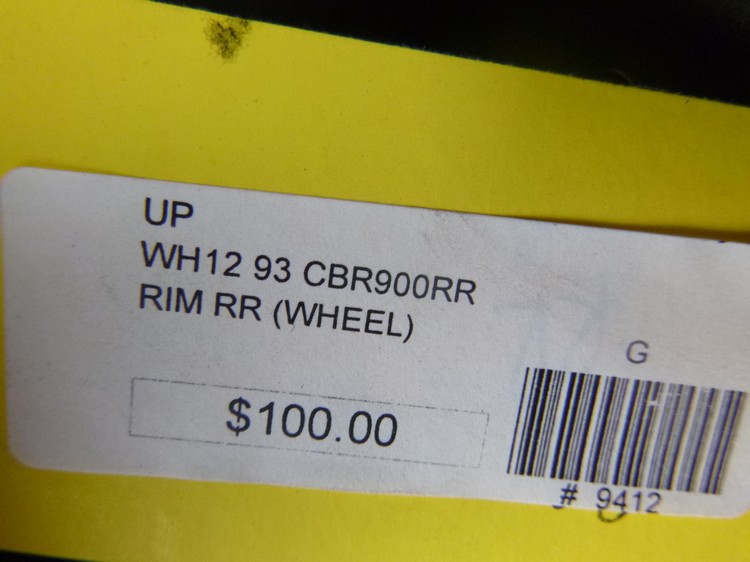 UP
WH12 93 CBR900RR
RIM RR (WHEEL)
$100.00
G
# 9412